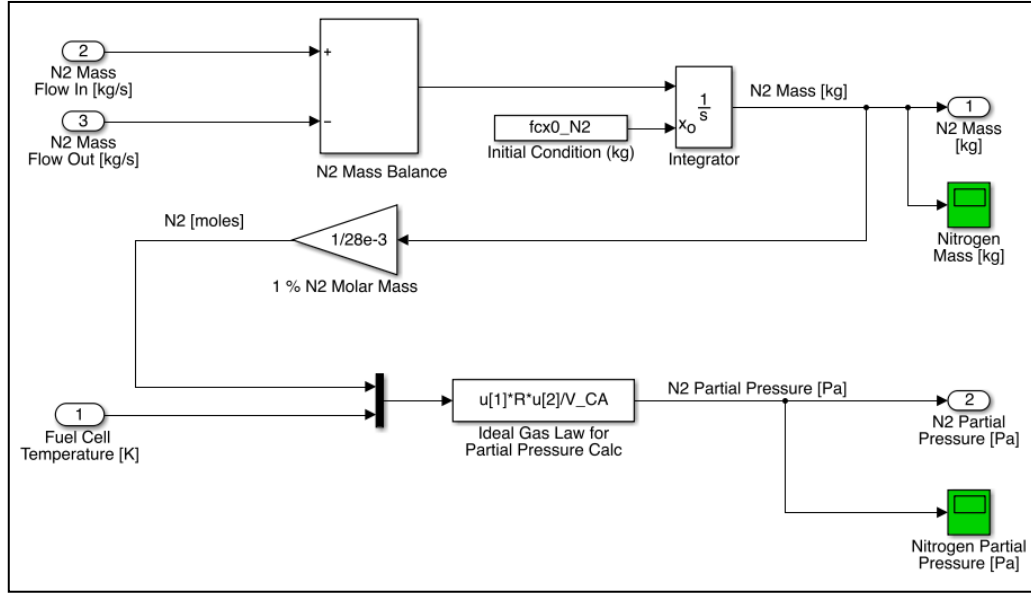 2
N2 Mass
Flow In [kg/s]
3
N2 Mass
Flow Out [kg/s]
+
−
N2 Mass Balance
fcx0_N2
Initial Condition (kg)
1
s
xo
Integrator
N2 Mass [kg]
1
N2 Mass
[kg]
Nitrogen
Mass [kg]
N2 [moles]
1/28e-3
1 % N2 Molar Mass
1
Fuel Cell
Temperature [K]
u[1]*R*u[2]/V_CA
Ideal Gas Law for
Partial Pressure Calc
N2 Partial Pressure [Pa]
2
N2 Partial
Pressure [Pa]
Nitrogen Partial
Pressure [Pa]